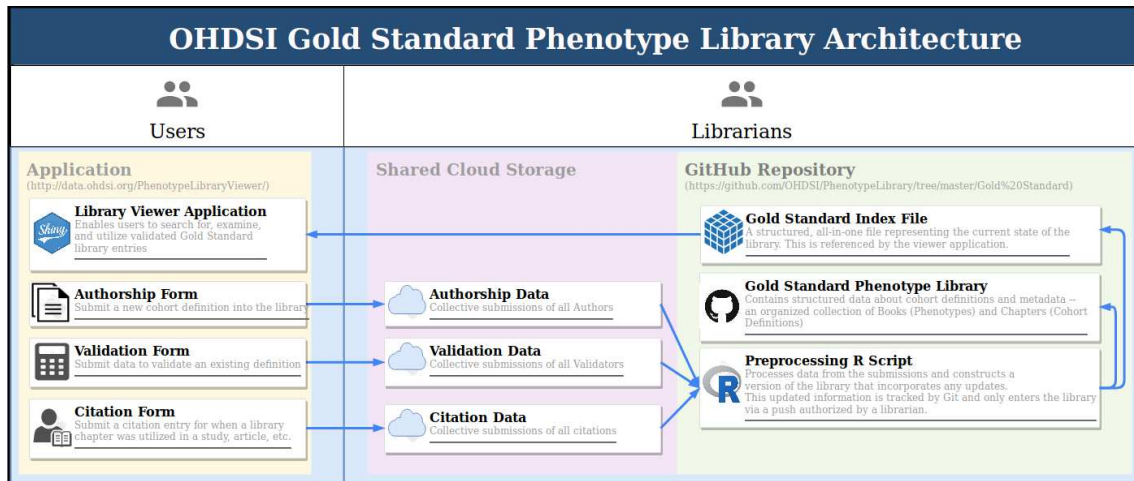 OHDSI Gold Standard Phenotype Library Architecture
Users
Librarians
Application
(http://data.ohdsi.org/PhenotypeLibraryViewer/)
Shiny
Library Viewer Application
Enables users to search for, examine,
and utilize validated Gold Standard
library entries
Authorship Form
Submit a new cohort definition into the library
Validation Form
Submit data to validate an existing definition
Citation Form
Submit a citation entry for when a library
chapter was utilized in a study, article, etc.
Shared Cloud Storage
Authorship Data
Collective submissions of all Authors
Validation Data
Collective submissions of all Validators
Citation Data
Collective submissions of all citations
GitHub Repository
(https://github.com/OHDSI/PhenotypeLibrary/tree/master/Gold%20Standard)
Gold Standard Index File
A structured, all-in-one file representing the current state of the
library. This is referenced by the viewer application.
Gold Standard Phenotype Library
Contains structured data about cohort definitions and metadata --
an organized collection of Books (Phenotypes) and Chapters (Cohort
Definitions)
R
Preprocessing R Script
Processes data from the submissions and constructs a
version of the library that incorporates any updates.
This updated information is tracked by Git and only enters the library
via a push authorized by a librarian.